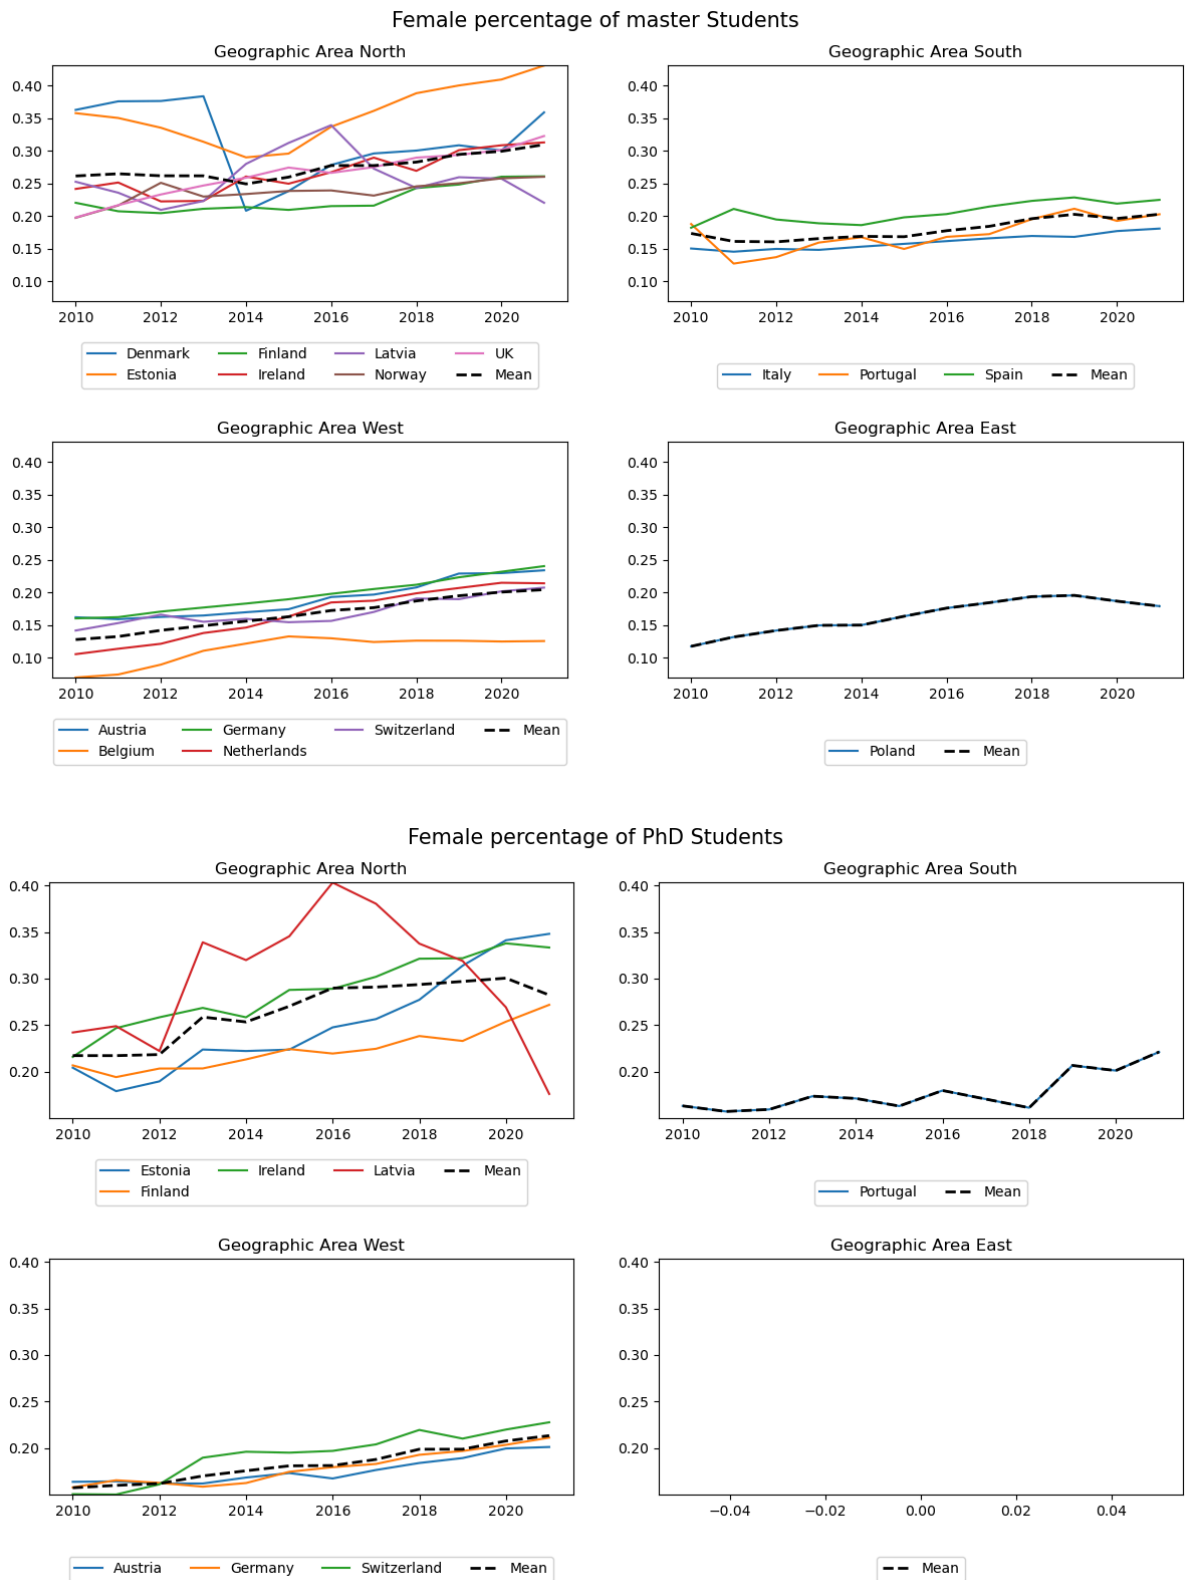 Female percentage of master Students
Geographic Area North
0.40
0.35
0.30
0.25
0.20
0.15
0.10
2010 2012 2014 2016 2018 2020
Denmark Finland Latvia UK
Estonia Ireland Norway Mean
Geographic Area South
0.40
0.35
0.30
0.25
0.20
0.15
0.10
2010 2012 2014 2016 2018 2020
Italy Portugal Spain Mean
Geographic Area West
0.40
0.35
0.30
0.25
0.20
0.15
0.10
2010 2012 2014 2016 2018 2020
Austria Germany Switzerland Mean
Belgium Netherlands
Geographic Area East
0.40
0.35
0.30
0.25
0.20
0.15
0.10
2010 2012 2014 2016 2018 2020
Poland Mean
Female percentage of PhD Students
Geographic Area North
0.40
0.35
0.30
0.25
0.20
2010 2012 2014 2016 2018 2020
Estonia Ireland Latvia Mean
Finland
Geographic Area South
0.40
0.35
0.30
0.25
0.20
2010 2012 2014 2016 2018 2020
Portugal Mean
Geographic Area West
0.40
0.35
0.30
0.25
0.20
2010 2012 2014 2016 2018 2020
Austria Germany Switzerland Mean
Geographic Area East
0.40
0.35
0.30
0.25
0.20
−0.04 −0.02 0.00 0.02 0.04
Mean